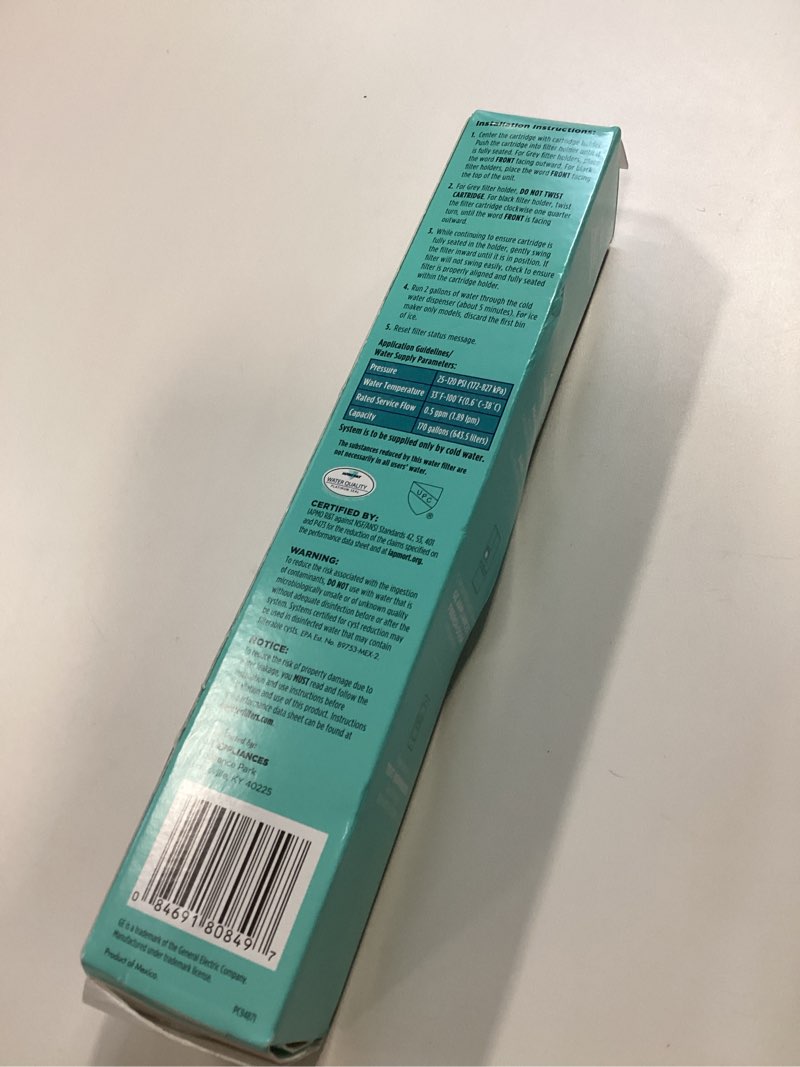 Installation Instructions:
1. Center the cartridge with cartridge holder.
Push the cartridge into filter holder until it
is fully seated. For Grey filter holders, place
the word FRONT facing outward. For black
filter holders, place the word FRONT facing
the top of the unit.
2. For Grey filter holder, DO NOT TWIST
CARTRIDGE. For black filter holder, twist
the filter cartridge clockwise one quarter
turn, until the word FRONT is facing
outward.
3. While continuing to ensure cartridge is
fully seated in the holder, gently swing
the filter inward until it is in position. If
filter will not swing easily, check to ensure
filter is properly aligned and fully seated
within the cartridge holder.
4. Run 2 gallons of water through the cold
water dispenser (about 5 minutes). For ice
maker only models, discard the first bin
of ice.
5. Reset filter status message.
Application Guidelines/
Water Supply Parameters:
Pressure 25-120 PSI (172-827 kPa)
Water Temperature 33˚F-100˚F (0.6˚C-38˚C)
Rated Service Flow 0.5 gpm (1.89 lpm)
Capacity 170 gallons (643.5 liters)
System is to be supplied only by cold water.
The substances reduced by this water filter are
not necessarily in all users' water.
WATER QUALITY
PLATINUM SEAL
UPC
®
CERTIFIED BY:
IAPMO R&T against NSF/ANSI Standards 42, 53, 401
and P473 for the reduction of the claims specified on
the performance data sheet and at iapmort.org.
WARNING:
To reduce the risk associated with the ingestion
of contaminants, DO NOT use with water that is
microbiologically unsafe or of unknown quality
without adequate disinfection before or after the
system. Systems certified for cyst reduction may
be used in disinfected water that may contain
filterable cysts. EPA Est. No. 89753-MEX-2.
NOTICE:
To reduce the risk of property damage due to
leakage, you MUST read and follow the
and use instructions before
and use of this product. Instructions
data sheet can be found at
by:
APPLIANCES
Park
KY 40225
0 84691 80849 7
GE is a trademark of the General Electric Company.
Manufactured under trademark license.
Product of Mexico.